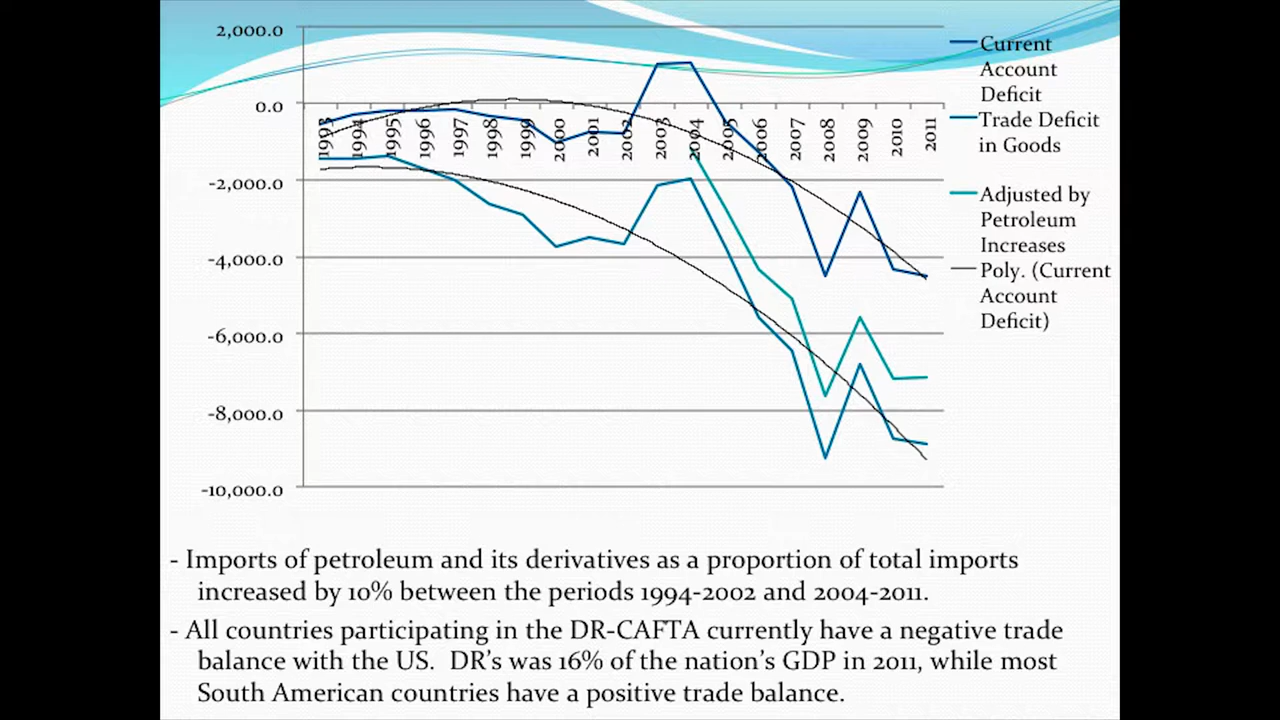 2,000.0
0.0
-2,000.0
-4,000.0
-6,000.0
-8,000.0
-10,000.0
1993
1994
1995
1996
1997
1998
1999
2000
2001
2002
2003
2004
2005
2006
2007
2008
2009
2010
2011
Current
Account
Deficit
Trade Deficit
in Goods
Adjusted by
Petroleum
Increases
Poly. (Current
Account
Deficit)
- Imports of petroleum and its derivatives as a proportion of total imports
increased by 10% between the periods 1994-2002 and 2004-2011.
- All countries participating in the DR-CAFTA currently have a negative trade
balance with the US.  DR's was 16% of the nation's GDP in 2011, while most
South American countries have a positive trade balance.